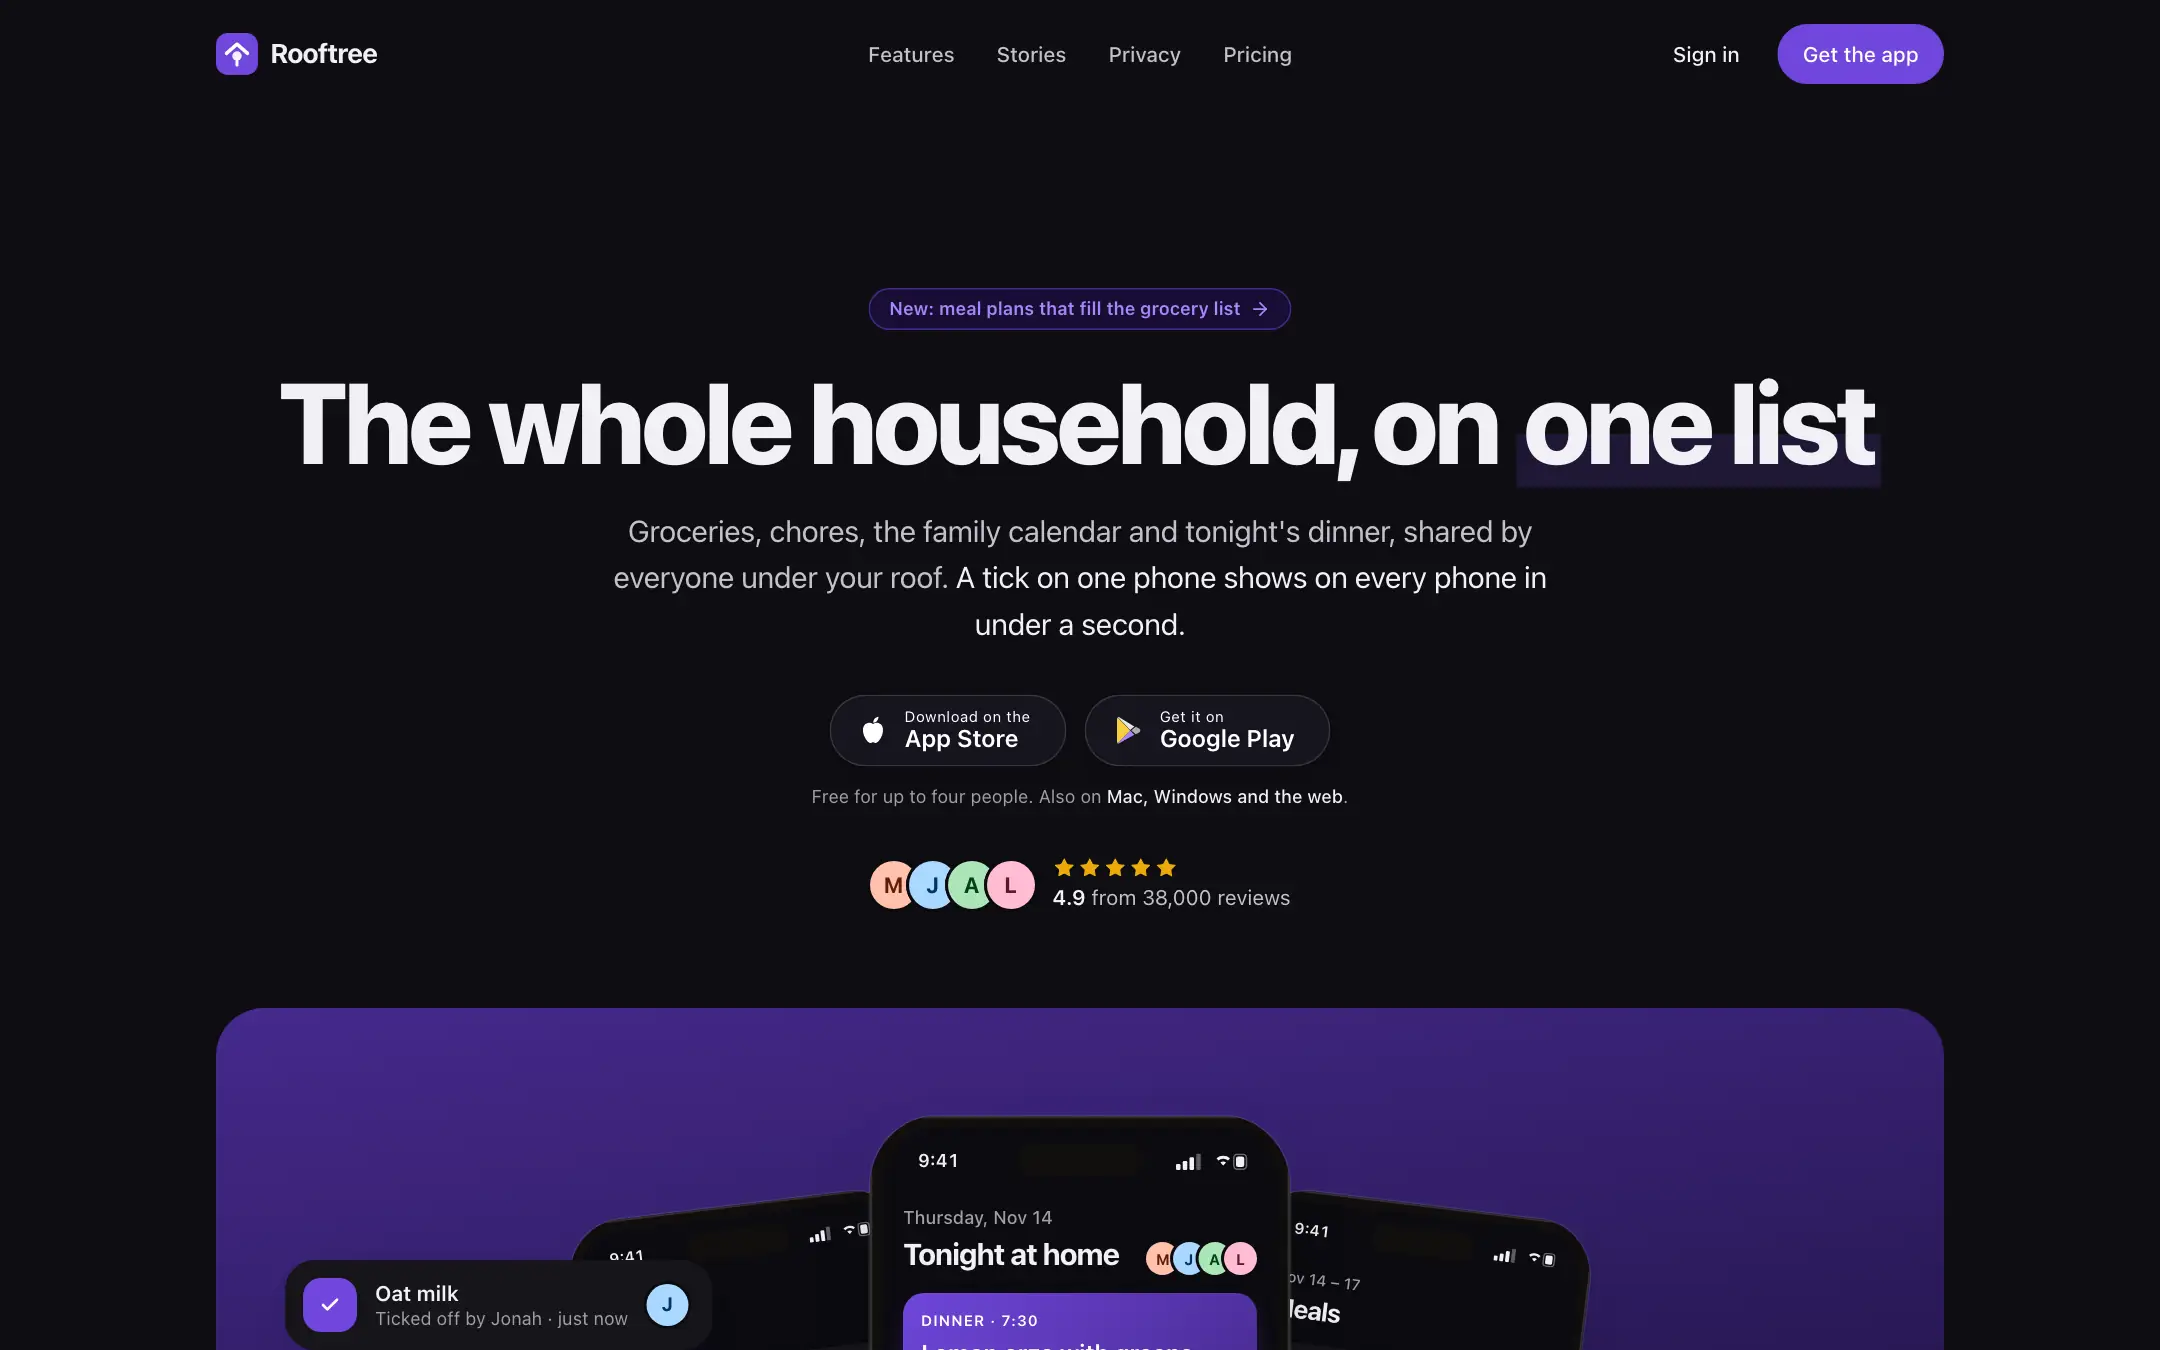 Rooftree
Features
Stories
Privacy
Pricing
Sign in
Get the app
New: meal plans that fill the grocery list
The whole household, on one list
Groceries, chores, the family calendar and tonight's dinner, shared by
everyone under your roof. A tick on one phone shows on every phone in
under a second.
Download on the
App Store
Get it on
Google Play
Free for up to four people. Also on Mac, Windows and the web.
M J A L
4.9 from 38,000 reviews
9:41
Thursday, Nov 14
Tonight at home
M J A L
DINNER · 7:30
9:41
Oat milk
Ticked off by Jonah · just now
J
9:41
14 – 17